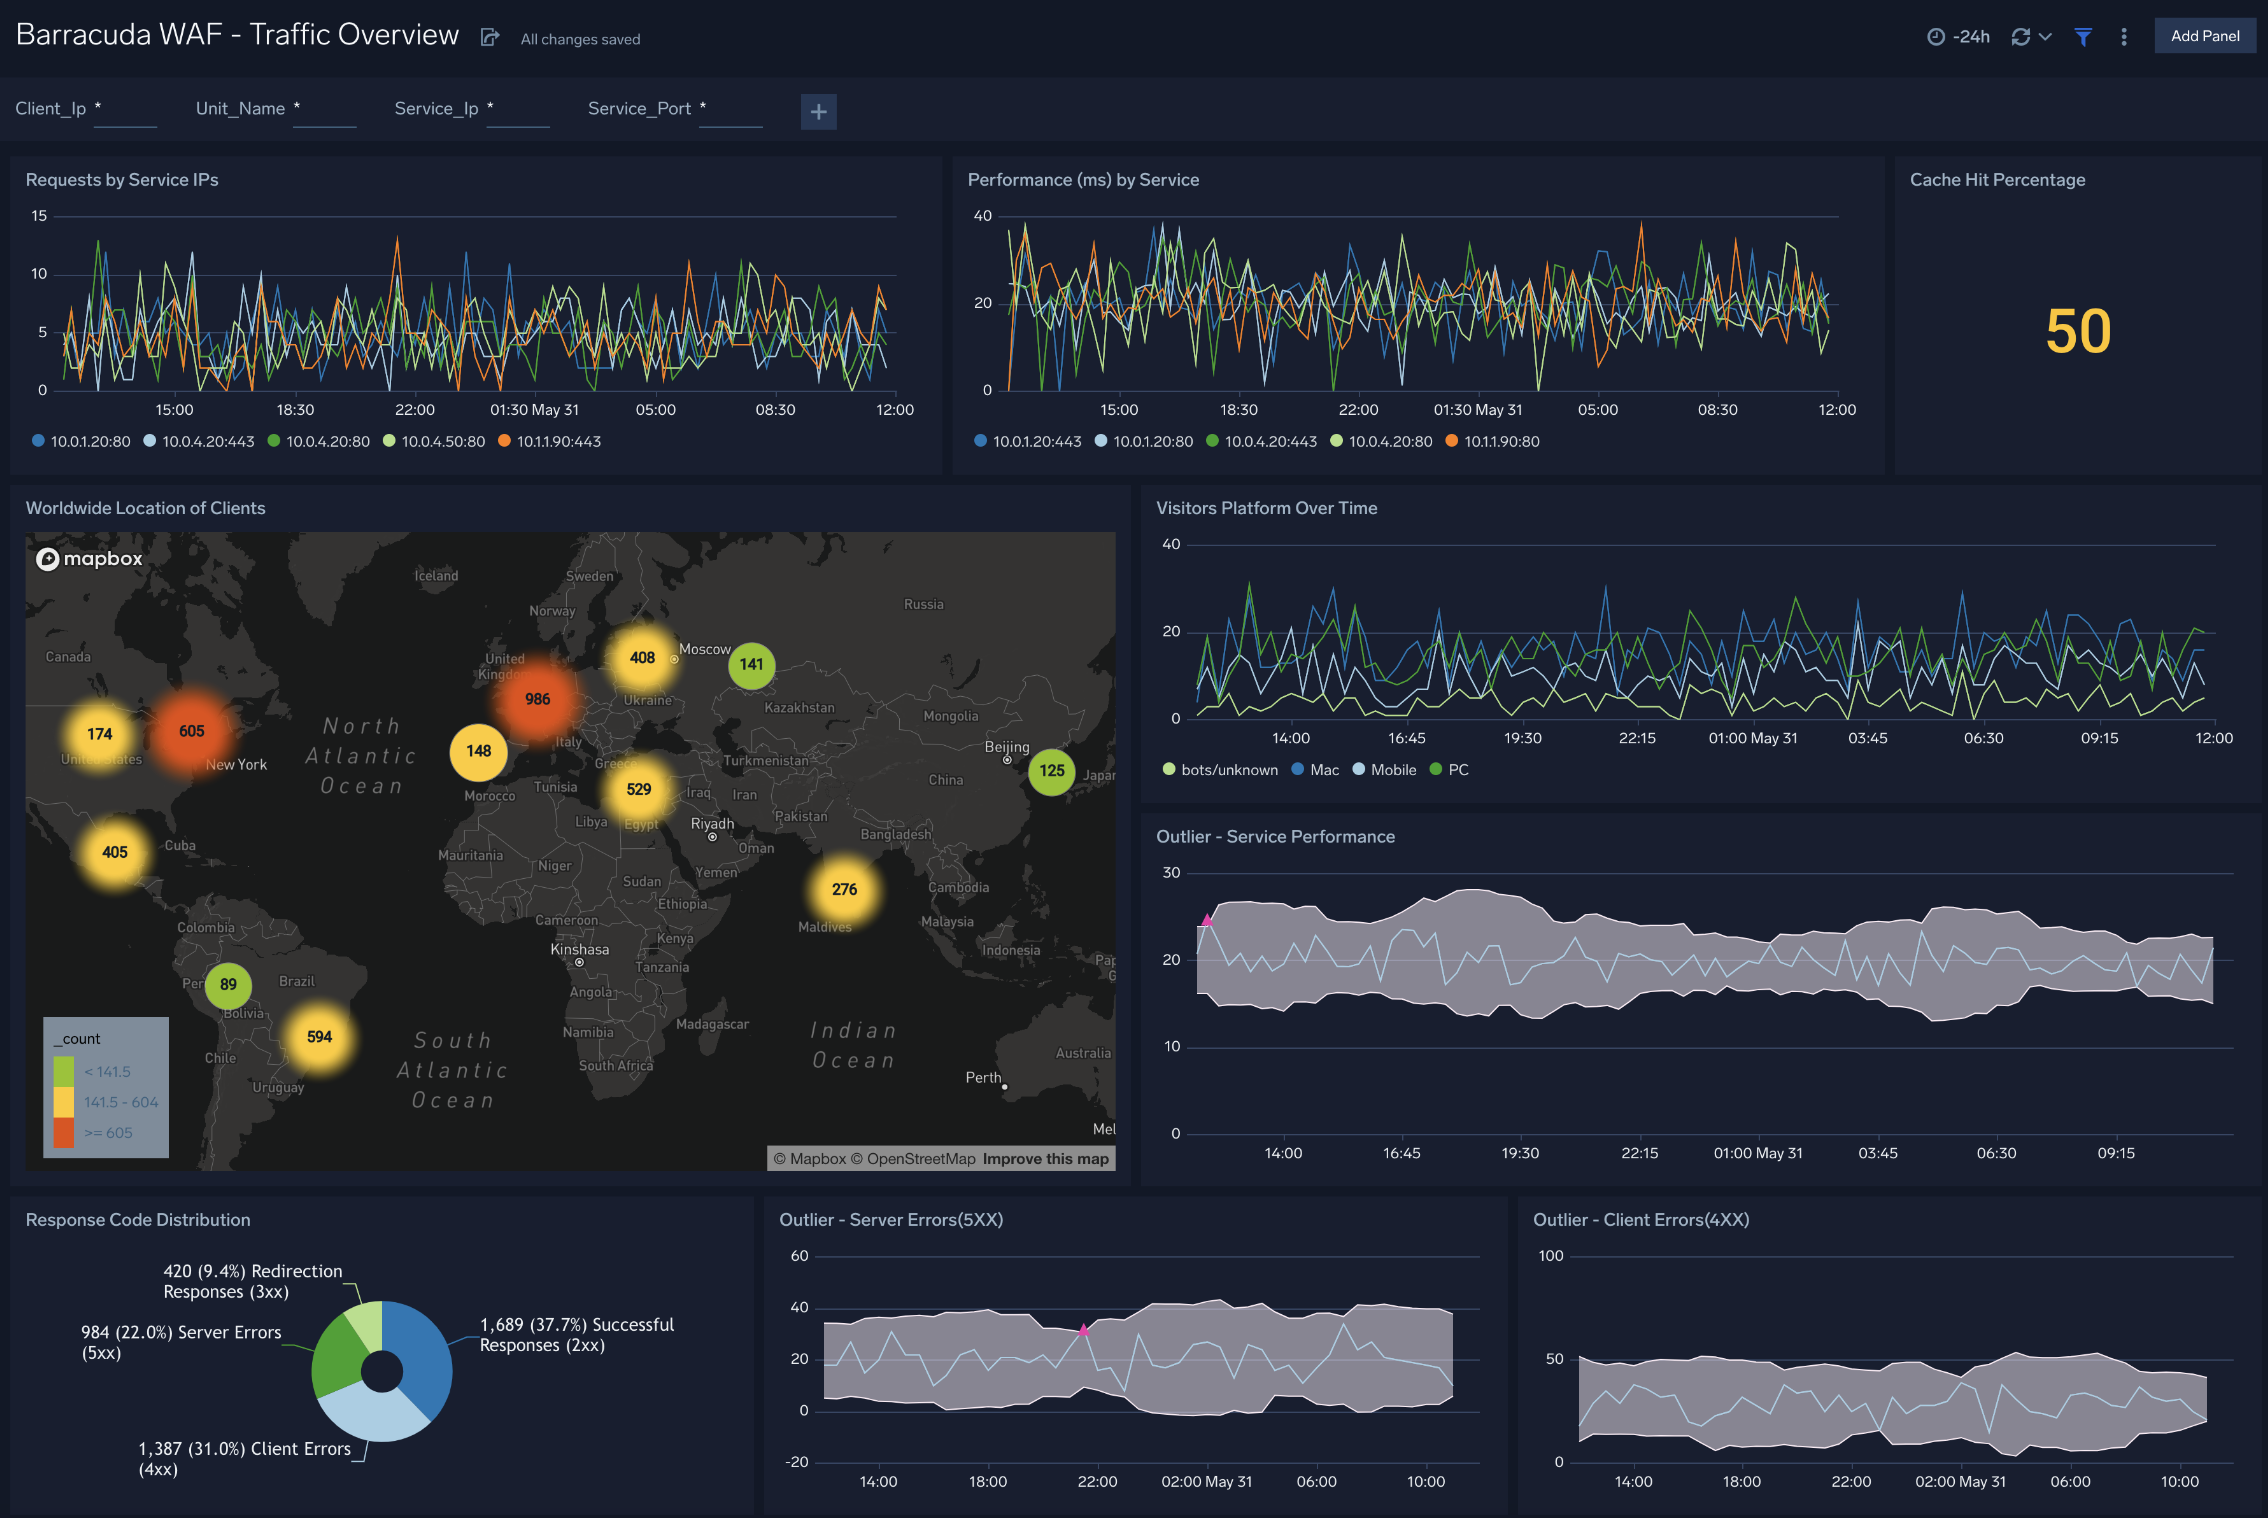 Barracuda WAF - Traffic Overview
All changes saved
-24h
Add Panel
Client_Ip *
Unit_Name *
Service_Ip *
Service_Port *
+
Requests by Service IPs
15
10
5
0
15:00 18:30 22:00 01:30 May 31 05:00 08:30 12:00
10.0.1.20:80 10.0.4.20:443 10.0.4.20:80 10.0.4.50:80 10.1.1.90:443
Performance (ms) by Service
40
20
0
15:00 18:30 22:00 01:30 May 31 05:00 08:30 12:00
10.0.1.20:443 10.0.1.20:80 10.0.4.20:443 10.0.4.20:80 10.1.1.90:80
Cache Hit Percentage
50
Worldwide Location of Clients
mapbox
Iceland
Sweden
Norway
Russia
Canada
United
Kingdo
408
Moscow
141
986
Ukraine
Kazakhstan
Mongolia
174
605
United States
New York
North
Atlantic
Ocean
148
Italy
Greece
Turkmenistan
Beijing
China
125
Japan
Morocco
Tunisia
529
Iraq
Iran
Libya
Egypt
Riyadh
Pakistan
Bangladesh
405
Cuba
Mauritania
Niger
Oman
Yemen
Sudan
276
Cambodia
Ethiopia
Colombia
Cameroon
Maldives
Malaysia
Kinshasa
Kenya
Indonesia
Tanzania
Pap
G
Per
89
Brazil
Angola
Bolivia
594
Namibia
Madagascar
South
Atlantic
Ocean
Indian
Ocean
Chile
South Africa
Australia
Uruguay
Perth
Mel
_count
< 141.5
141.5 - 604
>= 605
© Mapbox © OpenStreetMap Improve this map
Visitors Platform Over Time
40
20
0
14:00 16:45 19:30 22:15 01:00 May 31 03:45 06:30 09:15 12:00
bots/unknown Mac Mobile PC
Outlier - Service Performance
30
20
10
0
14:00 16:45 19:30 22:15 01:00 May 31 03:45 06:30 09:15
Response Code Distribution
420 (9.4%) Redirection
Responses (3xx)
984 (22.0%) Server Errors
(5xx)
1,689 (37.7%) Successful
Responses (2xx)
1,387 (31.0%) Client Errors
(4xx)
Outlier - Server Errors(5XX)
60
40
20
0
-20
14:00 18:00 22:00 02:00 May 31 06:00 10:00
Outlier - Client Errors(4XX)
100
50
0
14:00 18:00 22:00 02:00 May 31 06:00 10:00